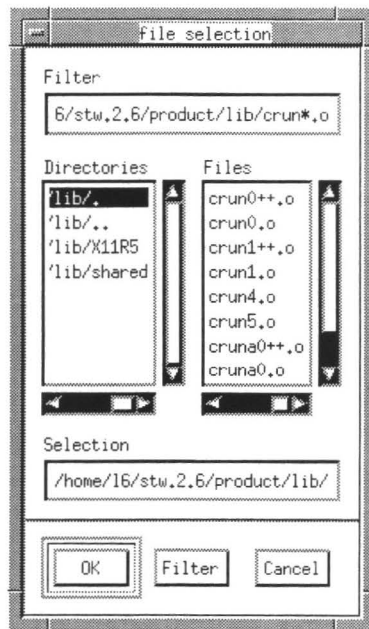 file selection
Filter
6/stw.2.6/product/lib/crun*.o
Directories
'lib/.
'lib/..
'lib/X11R5
'lib/shared
Files
crun0++.o
crun0.o
crun1++.o
crun1.o
crun4.o
crun5.o
cruna0++.o
cruna0.o
Selection
/home/16/stw.2.6/product/lib/
OK
Filter
Cancel